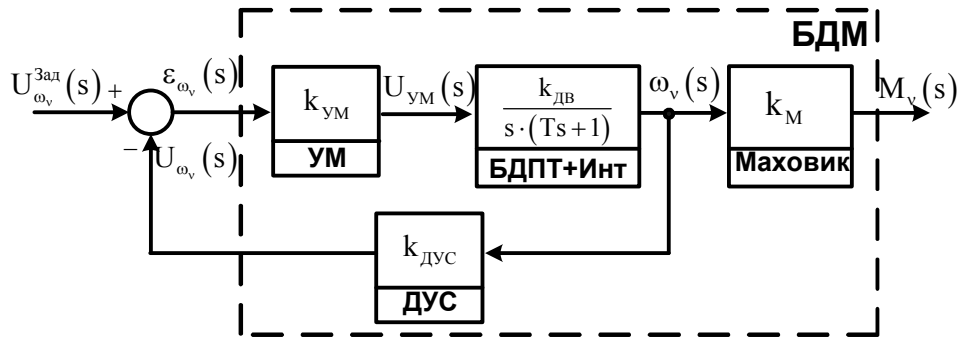 БДМ
U_{ω_ν}^{Зад}(s) +
ε_{ω_ν}(s)
k_{УМ}
УМ
U_{УМ}(s)
k_{ДВ}
s·(Ts+1)
БДПТ+Инт
ω_ν(s)
k_М
Маховик
M_ν(s)
−
U_{ω_ν}(s)
k_{ДУС}
ДУС